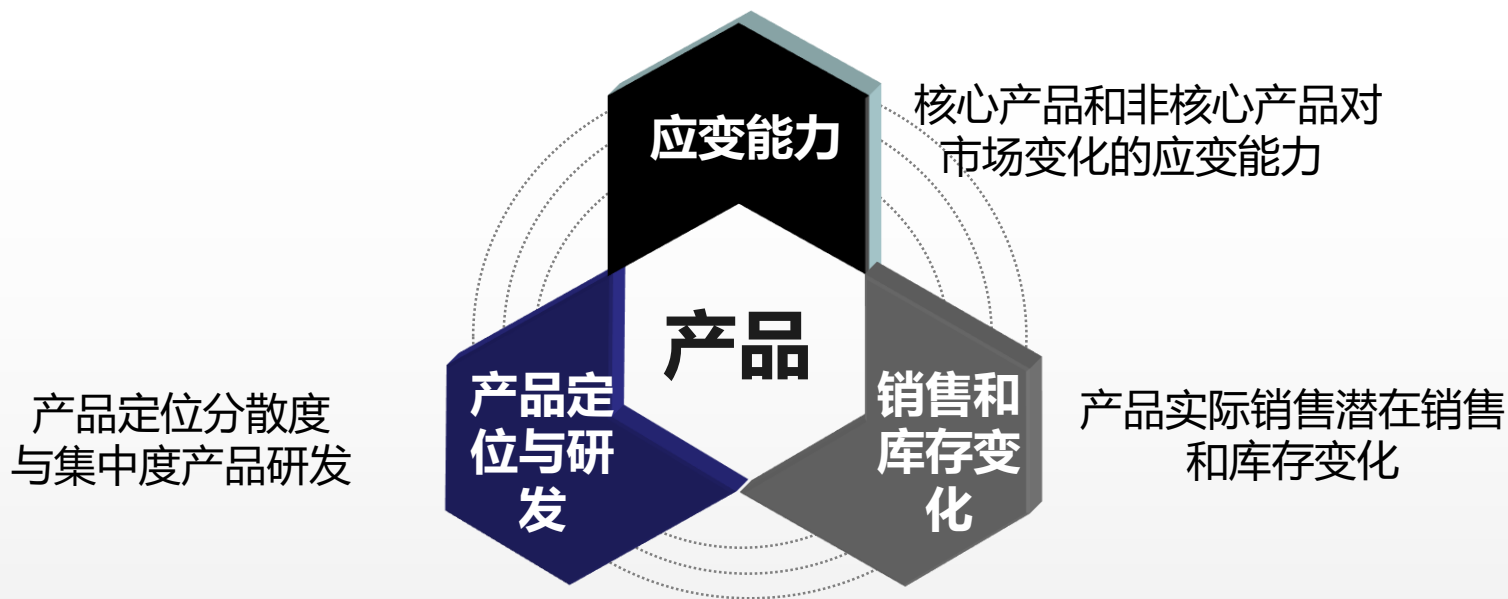 应变能力
核心产品和非核心产品对
市场变化的应变能力
产品
产品定
位与研
发
产品定位分散度
与集中度产品研发
销售和
库存变
化
产品实际销售潜在销售
和库存变化